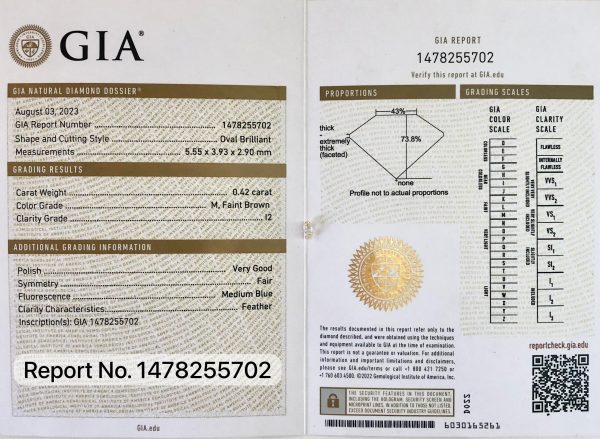 GIA®
GIA NATURAL DIAMOND DOSSIER®
August 03, 2023
GIA Report Number 1478255702
Shape and Cutting Style Oval Brilliant
Measurements 5.55 x 3.93 x 2.90 mm
GRADING RESULTS
Carat Weight 0.42 carat
Color Grade M, Faint Brown
Clarity Grade I2
ADDITIONAL GRADING INFORMATION
Polish Very Good
Symmetry Fair
Fluorescence Medium Blue
Clarity Characteristics: Feather
Inscription(s): GIA 1478255702
Report No. 1478255702
GIA.edu
GIA REPORT
1478255702
Verify this report at GIA.edu
PROPORTIONS
43%
thick
extremely
thick
(faceted)
73.8%
none
Profile not to actual proportions
GRADING SCALES
GIA
COLOR
SCALE
GIA
CLARITY
SCALE
FLAWLESS
INTERNALLY
FLAWLESS
VVS1
VVS2
VS1
VS2
SI1
SI2
I1
I2
I3
The results documented in this report refer only to the
diamond described, and were obtained using the techniques
and equipment available to GIA at the time of examination.
This report is not a guarantee or valuation. For additional
information and important limitations and disclaimers,
please see GIA.edu/terms or call +1 800 421 7250 or
+1 760 603 4500. ©2022 Gemological Institute of America, Inc.
reportcheck.gia.edu
THE SECURITY FEATURES IN THIS DOCUMENT,
INCLUDING THE HOLOGRAM, SECURITY SCREEN AND
MICROPRINT LINES, IN ADDITION TO THOSE NOT LISTED,
EXCEED DOCUMENT SECURITY INDUSTRY GUIDELINES.
DOZ2
6030165261